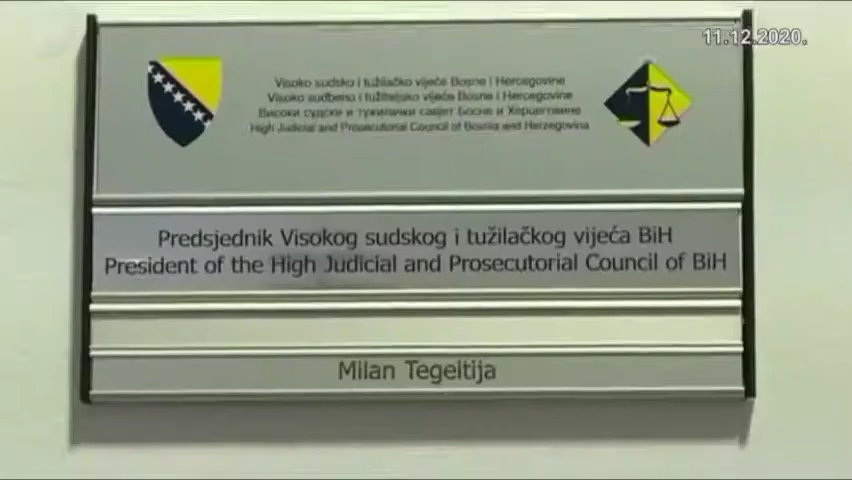 11.12.2020.
Visoko sudsko i tužilačko vijeće Bosne i Hercegovine
Visoko sudbeno i tužiteljsko vijeće Bosne i Hercegovine
Високи судски и тужилачки савјет Босне и Херцеговине
High Judicial and Prosecutorial Council of Bosnia and Herzegovina
Predsjednik Visokog sudskog i tužilačkog vijeća BiH
President of the High Judicial and Prosecutorial Council of BiH
Milan Tegeltija